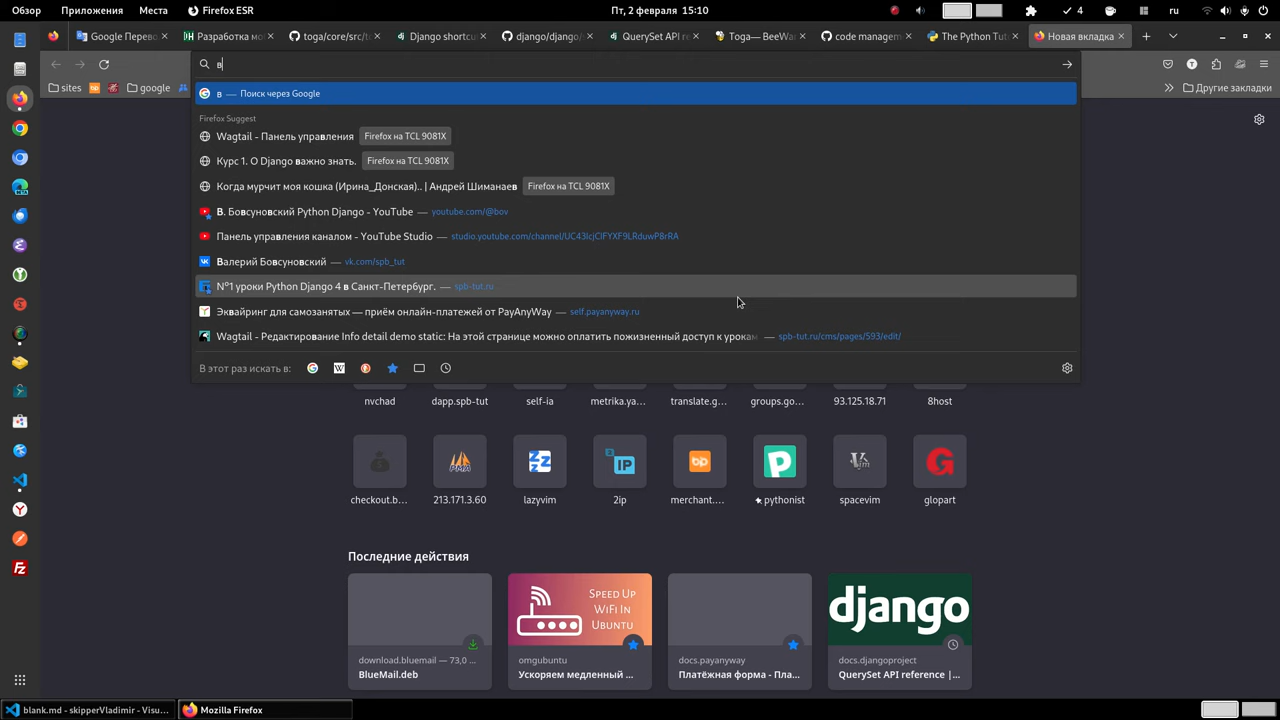 Обзор Приложения Места Firefox ESR Пт, 2 февраля 15:10 4 ru
Google Перево Разработка мо toga/core/src/t Django shortcu django/django/ QuerySet API re Toga—BeeWa code managem The Python Tut Новая вкладка
в
sites google Другие закладки
в — Поиск через Google
Firefox Suggest
Wagtail - Панель управления Firefox на TCL 9081X
Курс 1. О Django важно знать. Firefox на TCL 9081X
Когда мурчит моя кошка (Ирина_Донская).. | Андрей Шиманаев Firefox на TCL 9081X
В. Бовсуновский Python Django - YouTube — youtube.com/@bov
Панель управления каналом - YouTube Studio — studio.youtube.com/channel/UC43IcjCIFYXF9LRduwP8rRA
Валерий Бовсуновский — vk.com/spb_tut
№1 уроки Python Django 4 в Санкт-Петербург. — spb-tut.ru
Эквайринг для самозанятых — приём онлайн-платежей от PayAnyWay — self.payanyway.ru
Wagtail - Редактирование Info detail demo static: На этой странице можно оплатить пожизненный доступ к урокам — spb-tut.ru/cms/pages/593/edit/
В этот раз искать в:
nvchad dapp.spb-tut self-ia metrika.ya... translate.g... groups.go... 93.125.18.71 8host
checkout.b... 213.171.3.60 lazyvim 2ip merchant.... pythonist spacevim glopart
Последние действия
Speed Up WiFi In Ubuntu
django
download.bluemail — 73,0 ... omgubuntu docs.payanyway docs.djangoproject
BlueMail.deb Ускоряем медленный ... Платёжная форма - Пла... QuerySet API reference |...
blank.md - skipperVladimir - Visu... Mozilla Firefox